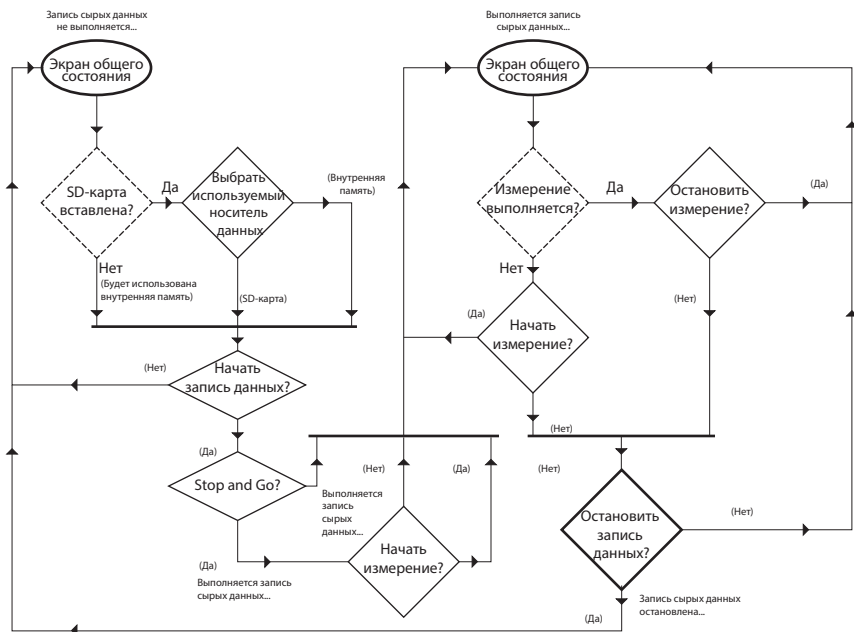 Запись сырых данных
не выполняется...
Экран общего
состояния
SD-карта
вставлена?
Да
Выбрать
используемый
носитель
данных
(Внутренняя
память)
Нет
(Будет использована
внутренняя память)
(SD-карта)
Начать
запись данных?
(Нет)
(Да)
Stop and Go?
(Да)
Выполняется запись
сырых данных...
Выполняется
запись
сырых
данных...
(Нет)
(Да)
Начать
измерение?
Выполняется запись
сырых данных...
Экран общего
состояния
Измерение
выполняется?
Да
Остановить
измерение?
(Да)
Нет
(Да)
Начать
измерение?
(Нет)
(Нет)
(Нет)
Остановить
запись
данных?
(Нет)
Запись сырых данных
остановлена...
(Да)